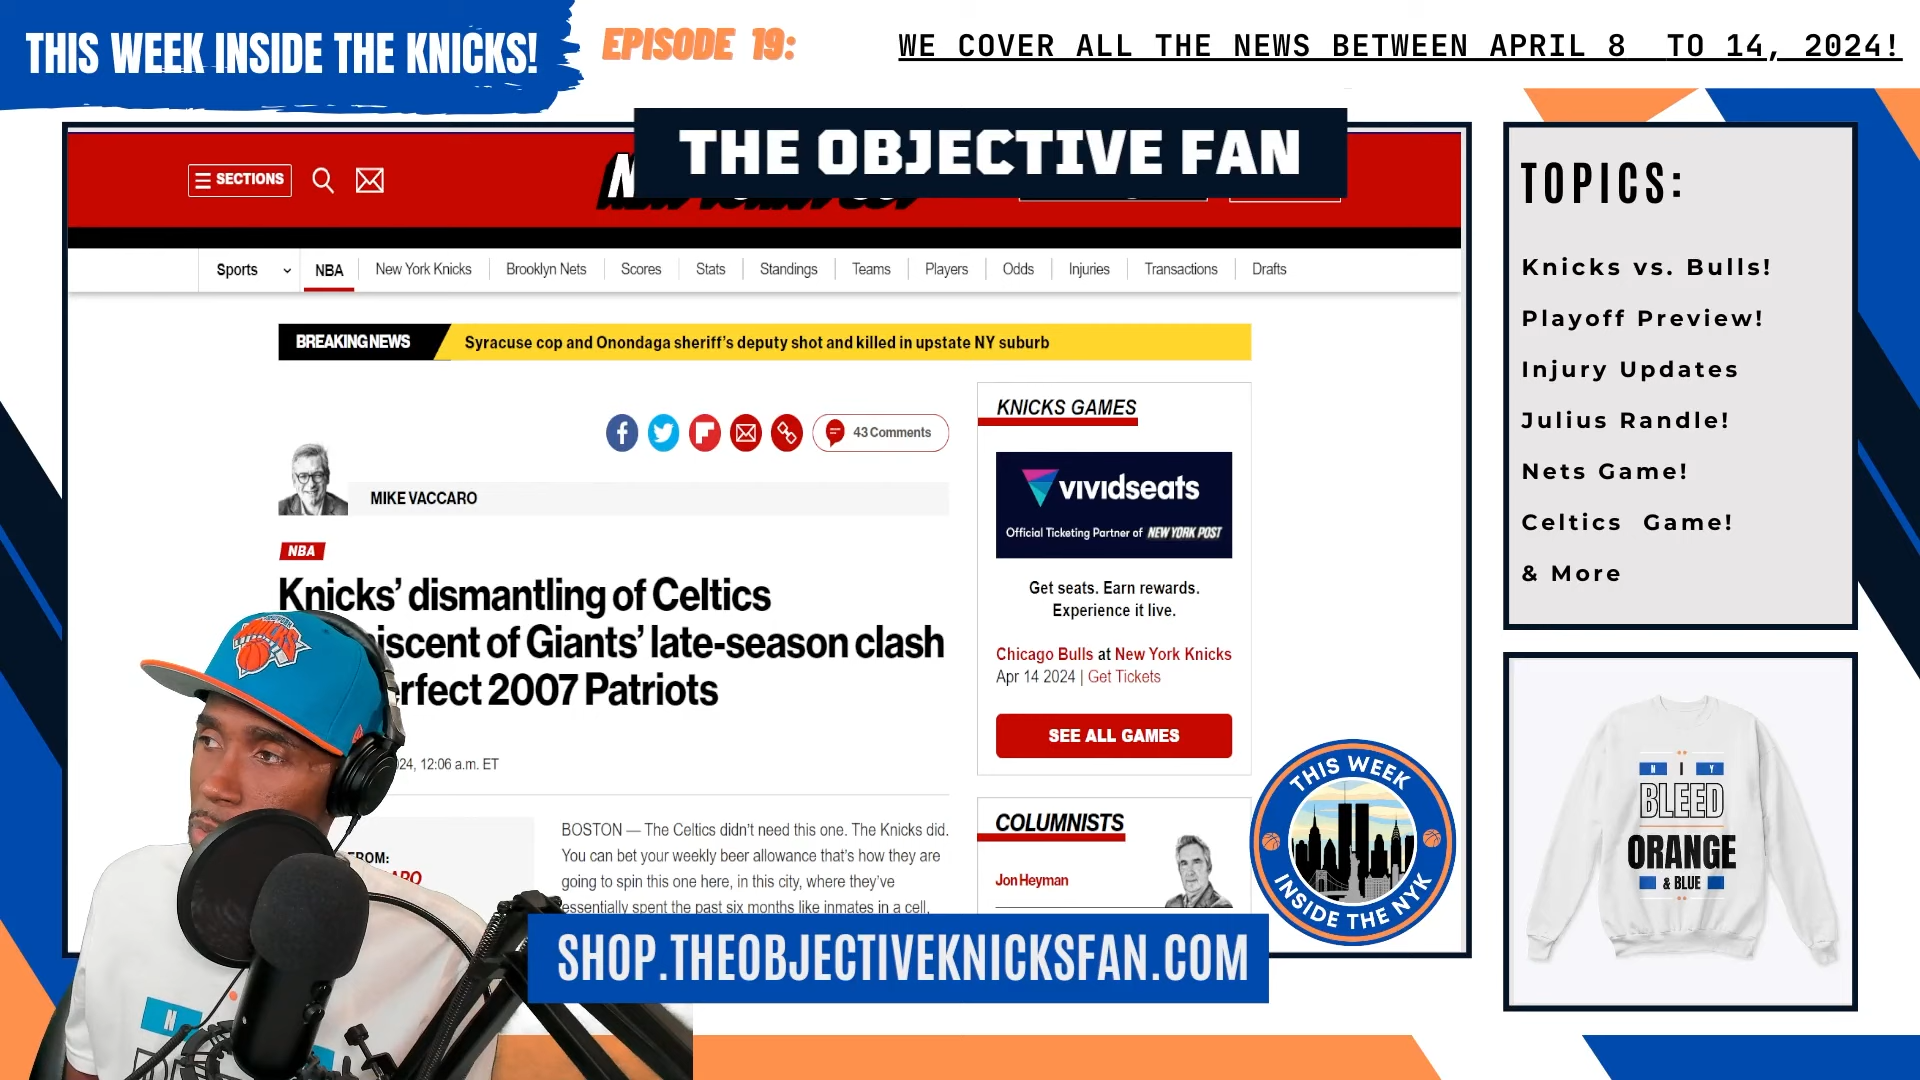 THIS WEEK INSIDE THE KNICKS!
EPISODE 19:
WE COVER ALL THE NEWS BETWEEN APRIL 8 TO 14, 2024!
THE OBJECTIVE FAN
SECTIONS
Sports
NBA
New York Knicks
Brooklyn Nets
Scores
Stats
Standings
Teams
Players
Odds
Injuries
Transactions
Drafts
BREAKING NEWS
Syracuse cop and Onondaga sheriff's deputy shot and killed in upstate NY suburb
43 Comments
MIKE VACCARO
NBA
Knicks' dismantling of Celtics
of Giants' late-season clash
2007 Patriots
12:06 a.m. ET
BOSTON — The Celtics didn't need this one. The Knicks did.
You can bet your weekly beer allowance that's how they are
going to spin this one here, in this city, where they've
essentially spent the past six months like inmates in a cell,
KNICKS GAMES
vividseats
Official Ticketing Partner of NEW YORK POST
Get seats. Earn rewards.
Experience it live.
Chicago Bulls at New York Knicks
Apr 14 2024 | Get Tickets
SEE ALL GAMES
COLUMNISTS
Jon Heyman
THIS WEEK
INSIDE THE NYK
SHOP.THEOBJECTIVEKNICKSFAN.COM
TOPICS:
Knicks vs. Bulls!
Playoff Preview!
Injury Updates
Julius Randle!
Nets Game!
Celtics Game!
& More
N Y
BLEED
ORANGE
& BLUE
KNICKS
N